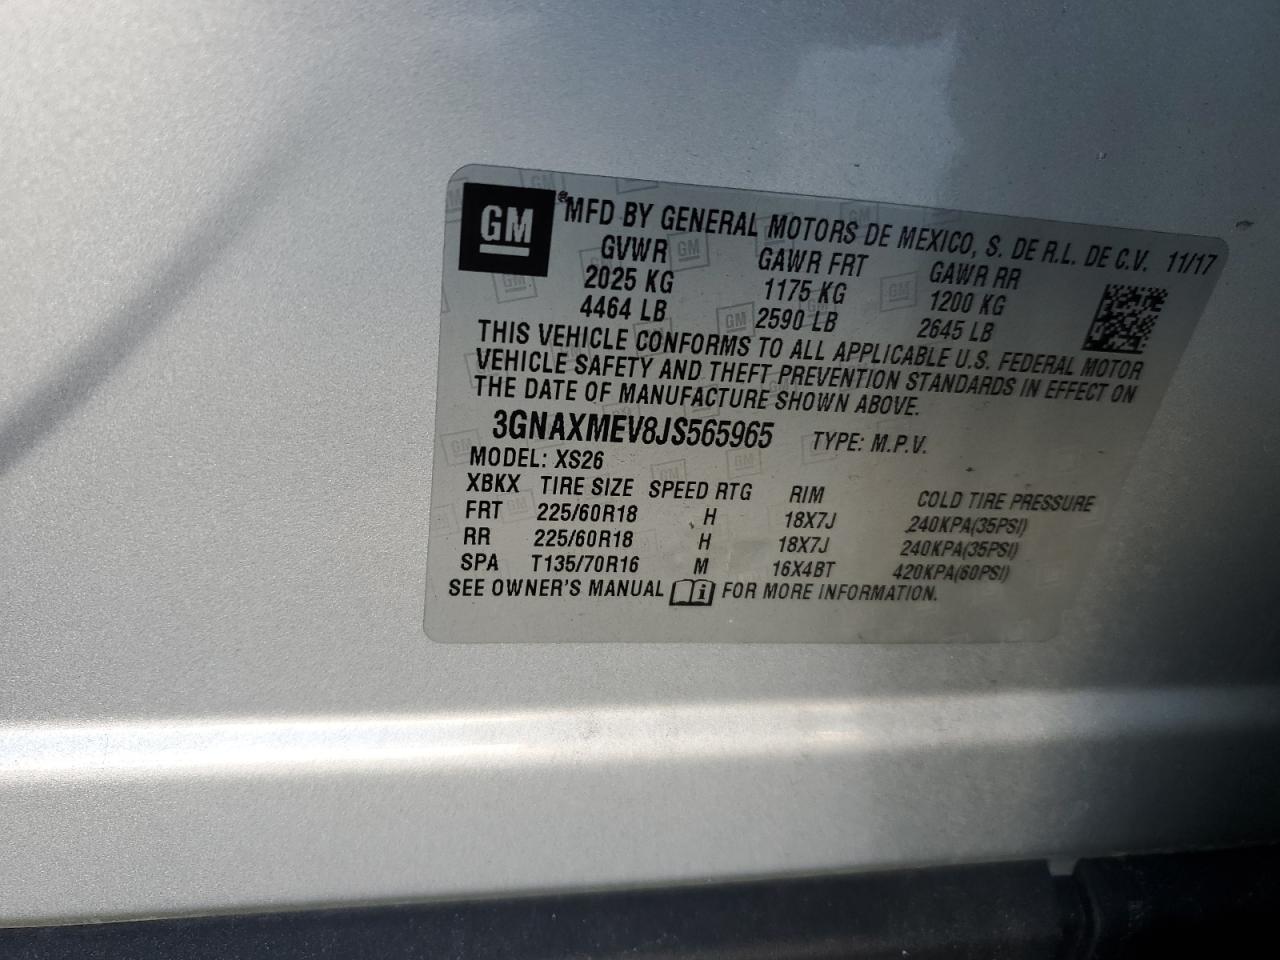 GM ® MFD BY GENERAL MOTORS DE MEXICO, S. DE R.L. DE C.V. 11/17
GVWR GAWR FRT GAWR RR
2025 KG 1175 KG 1200 KG
4464 LB 2590 LB 2645 LB
THIS VEHICLE CONFORMS TO ALL APPLICABLE U.S. FEDERAL MOTOR
VEHICLE SAFETY AND THEFT PREVENTION STANDARDS IN EFFECT ON
THE DATE OF MANUFACTURE SHOWN ABOVE.
3GNAXMEV8JS565965 TYPE: M.P.V.
MODEL: XS26
XBKX TIRE SIZE SPEED RTG RIM COLD TIRE PRESSURE
FRT 225/60R18 H 18X7J 240KPA(35PSI)
RR 225/60R18 H 18X7J 240KPA(35PSI)
SPA T135/70R16 M 16X4BT 420KPA(60PSI)
SEE OWNER'S MANUAL i FOR MORE INFORMATION.